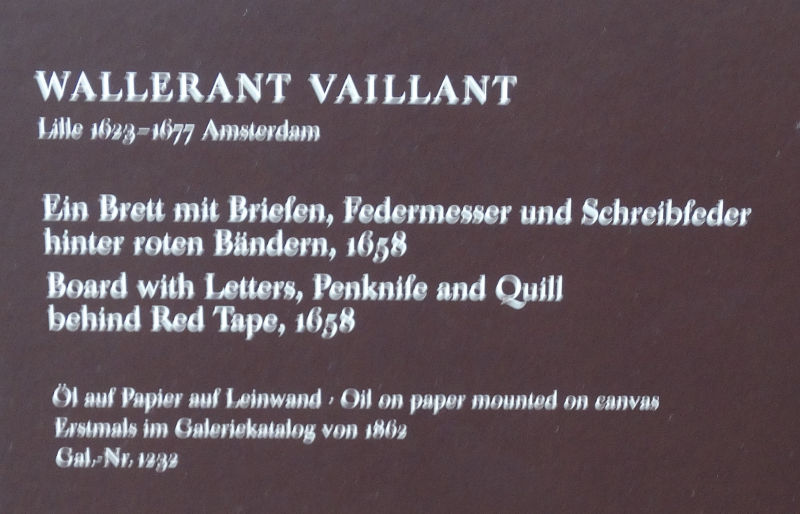 WALLERANT VAILLANT
Lille 1623–1677 Amsterdam
Ein Brett mit Briefen, Federmesser und Schreibfeder
hinter roten Bändern, 1658
Board with Letters, Penknife and Quill
behind Red Tape, 1658
Öl auf Papier auf Leinwand · Oil on paper mounted on canvas
Erstmals im Galeriekatalog von 1862
Gal.-Nr. 1232